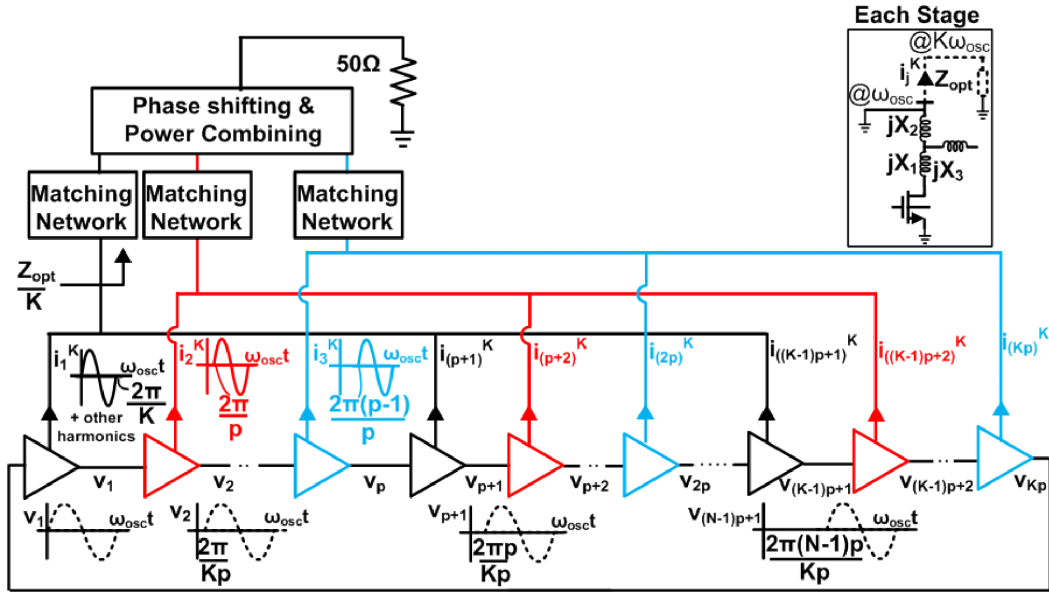 Each Stage
@Kω_osc
i_j^K
Z_opt
@ω_osc
jX_2
jX_1
jX_3
50Ω
Phase shifting &
Power Combining
Matching
Network
Matching
Network
Matching
Network
Z_opt
K
i_1^K
ω_osc t
2π
K
+ other
harmonics
i_2^K
ω_osc t
2π
p
i_3^K
ω_osc t
2π(p-1)
p
i_(p+1)^K
i_(p+2)^K
i_(2p)^K
i_((K-1)p+1)^K
i_((K-1)p+2)^K
i_(Kp)^K
v_1
v_2
v_p
v_p+1
v_p+2
v_2p
v_(K-1)p+1
v_(K-1)p+2
v_Kp
v_1
ω_osc t
v_2
ω_osc t
2π
Kp
v_p+1
ω_osc t
2πp
Kp
v_(N-1)p+1
ω_osc t
2π(N-1)p
Kp